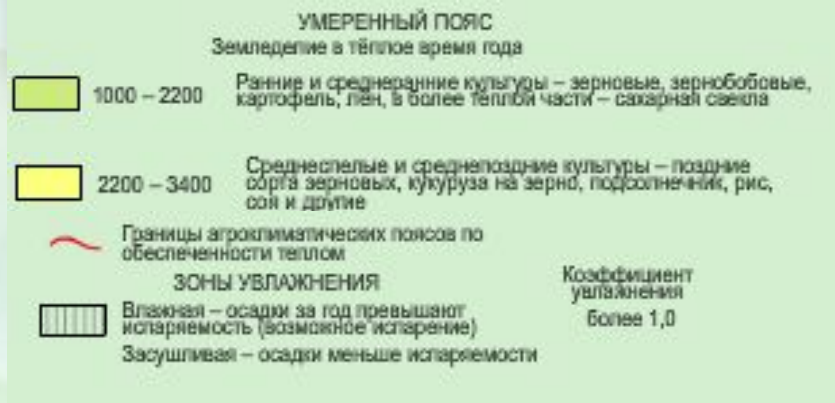 УМЕРЕННЫЙ ПОЯС
Земледелие в тёплое время года
1000 – 2200
Ранние и среднеранние культуры – зерновые, зернобобовые,
картофель, лён, в более теплой части – сахарная свекла
2200 – 3400
Среднеспелые и среднепоздние культуры – поздние
сорта зерновых, кукуруза на зерно, подсолнечник, рис,
соя и другие
Границы агроклиматических поясов по
обеспеченности теплом
ЗОНЫ УВЛАЖНЕНИЯ
Коэффициент
увлажнения
Влажная – осадки за год превышают
испаряемость (возможное испарение)
более 1,0
Засушливая – осадки меньше испаряемости